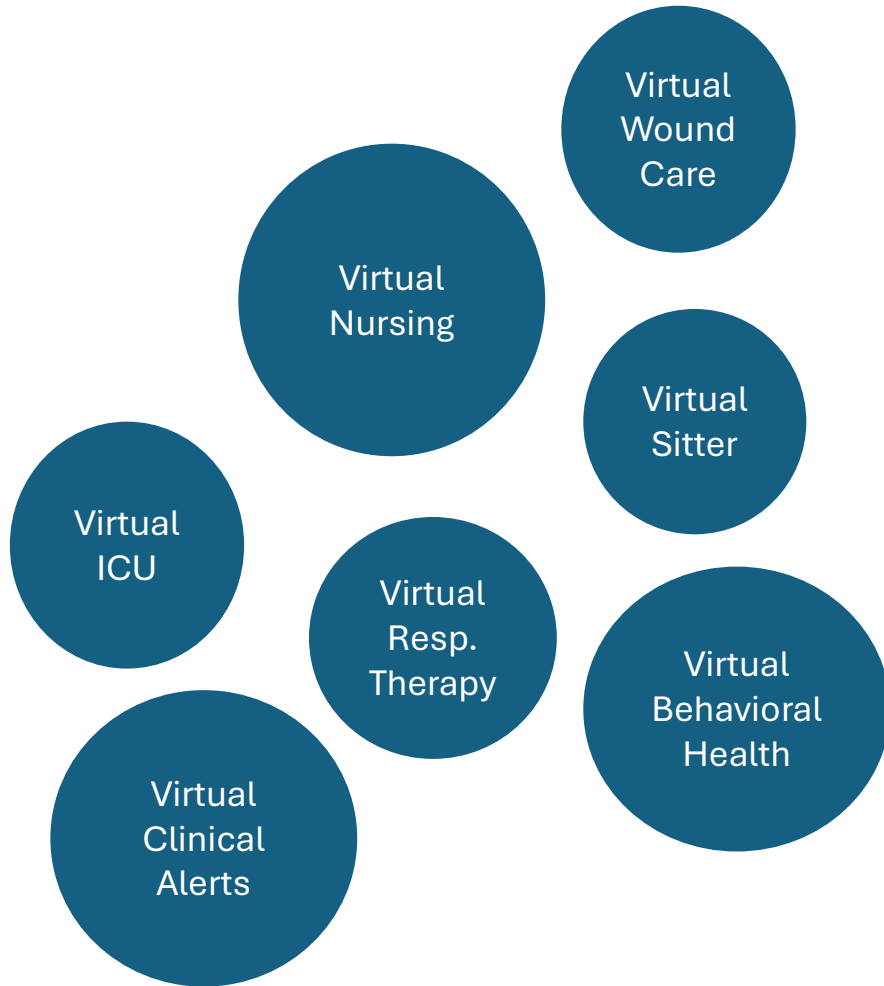 Virtual
Wound
Care
Virtual
Nursing
Virtual
Sitter
Virtual
ICU
Virtual
Resp.
Therapy
Virtual
Behavioral
Health
Virtual
Clinical
Alerts